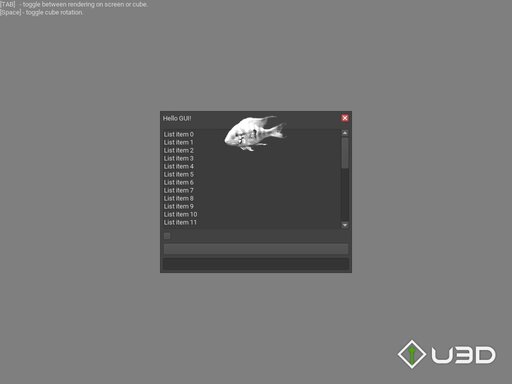 [TAB] - toggle between rendering on screen or cube.
[Space] - toggle cube rotation.
Hello GUI!
List item 0
List item 1
List item 2
List item 3
List item 4
List item 5
List item 6
List item 7
List item 8
List item 9
List item 10
List item 11
U3D